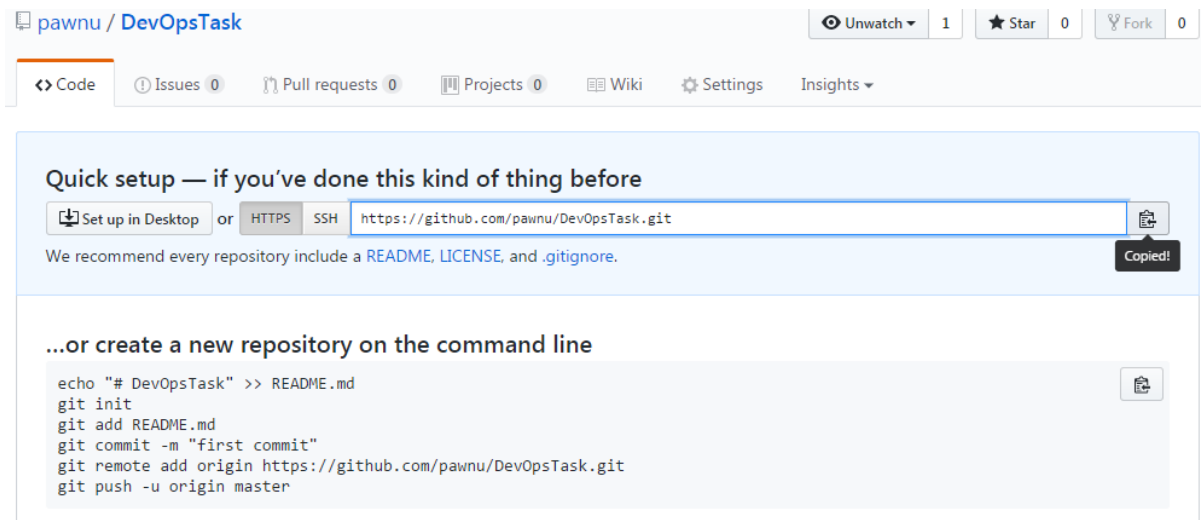 pawnu / DevOpsTask
Unwatch 1 Star 0 Fork 0
Code Issues 0 Pull requests 0 Projects 0 Wiki Settings Insights
Quick setup — if you've done this kind of thing before
Set up in Desktop or HTTPS SSH https://github.com/pawnu/DevOpsTask.git
Copied!
We recommend every repository include a README, LICENSE, and .gitignore.
...or create a new repository on the command line
echo "# DevOpsTask" >> README.md
git init
git add README.md
git commit -m "first commit"
git remote add origin https://github.com/pawnu/DevOpsTask.git
git push -u origin master